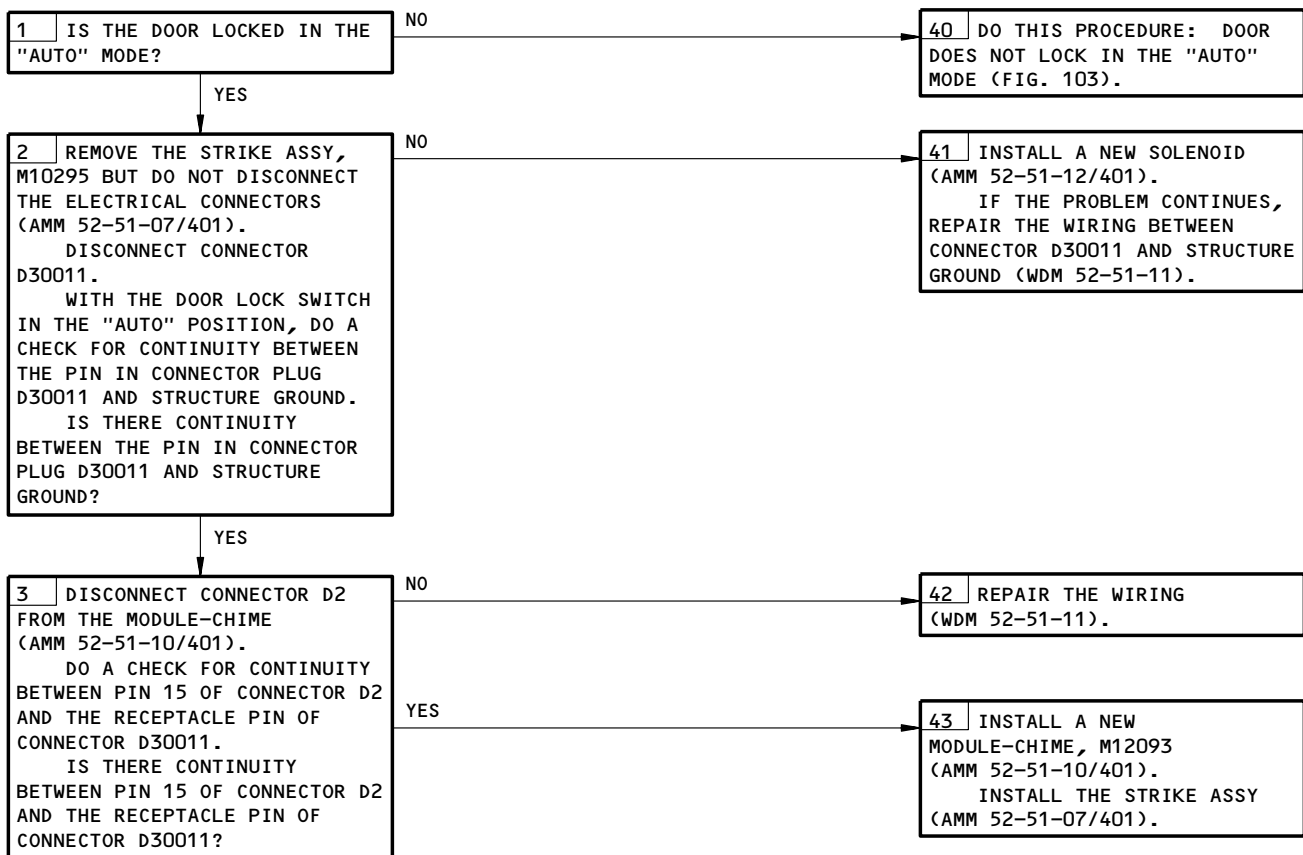 1 IS THE DOOR LOCKED IN THE
"AUTO" MODE?
NO
40 DO THIS PROCEDURE: DOOR
DOES NOT LOCK IN THE "AUTO"
MODE (FIG. 103).
YES
2 REMOVE THE STRIKE ASSY,
M10295 BUT DO NOT DISCONNECT
THE ELECTRICAL CONNECTORS
(AMM 52-51-07/401).
DISCONNECT CONNECTOR
D30011.
WITH THE DOOR LOCK SWITCH
IN THE "AUTO" POSITION, DO A
CHECK FOR CONTINUITY BETWEEN
THE PIN IN CONNECTOR PLUG
D30011 AND STRUCTURE GROUND.
IS THERE CONTINUITY
BETWEEN THE PIN IN CONNECTOR
PLUG D30011 AND STRUCTURE
GROUND?
NO
41 INSTALL A NEW SOLENOID
(AMM 52-51-12/401).
IF THE PROBLEM CONTINUES,
REPAIR THE WIRING BETWEEN
CONNECTOR D30011 AND STRUCTURE
GROUND (WDM 52-51-11).
YES
3 DISCONNECT CONNECTOR D2
FROM THE MODULE-CHIME
(AMM 52-51-10/401).
DO A CHECK FOR CONTINUITY
BETWEEN PIN 15 OF CONNECTOR D2
AND THE RECEPTACLE PIN OF
CONNECTOR D30011.
IS THERE CONTINUITY
BETWEEN PIN 15 OF CONNECTOR D2
AND THE RECEPTACLE PIN OF
CONNECTOR D30011?
NO
42 REPAIR THE WIRING
(WDM 52-51-11).
YES
43 INSTALL A NEW
MODULE-CHIME, M12093
(AMM 52-51-10/401).
INSTALL THE STRIKE ASSY
(AMM 52-51-07/401).